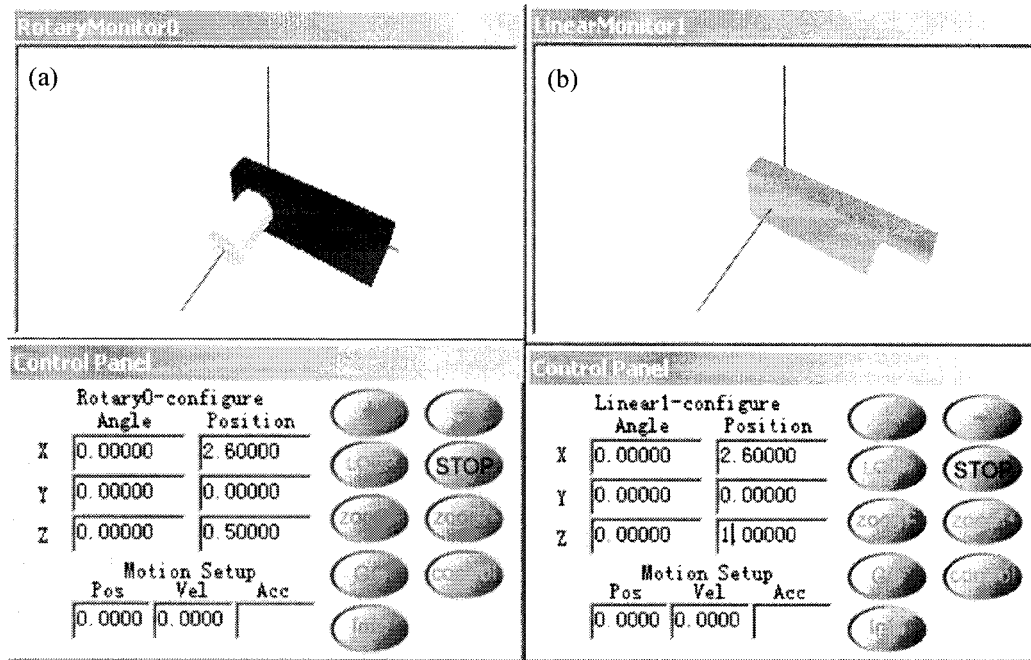 RotaryMonitor0
(a)
Control Panel
Rotary0-configure
Angle Position
X 0.00000 2.60000
Y 0.00000 0.00000
Z 0.00000 0.50000
Motion Setup
Pos Vel Acc
0.0000 0.0000
STOP
LinearMonitor1
(b)
Control Panel
Linear1-configure
Angle Position
X 0.00000 2.60000
Y 0.00000 0.00000
Z 0.00000 1.00000
Motion Setup
Pos Vel Acc
0.0000 0.0000
STOP